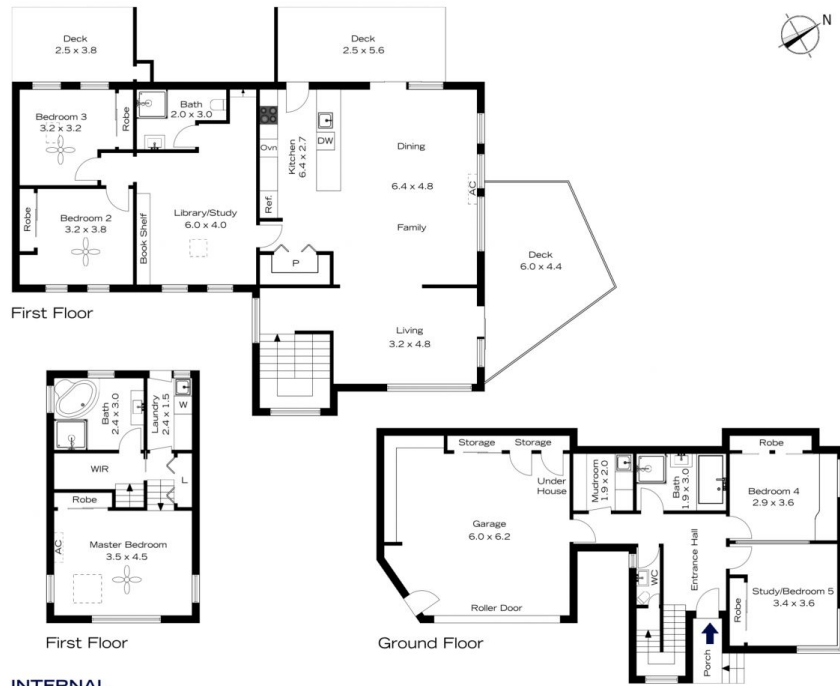 N
Deck
2.5 x 3.8
Deck
2.5 x 5.6
Bedroom 3
3.2 x 3.2
Robe
Bath
2.0 x 3.0
Ovn
Ref.
Kitchen
6.4 x 2.7
DW
Dining
6.4 x 4.8
Family
AC
Robe
Bedroom 2
3.2 x 3.8
Book Shelf
Library/Study
6.0 x 4.0
P
Deck
6.0 x 4.4
Living
3.2 x 4.8
First Floor
Bath
2.4 x 3.0
Laundry
2.4 x 1.5
W
WIR
L
Robe
AC
Master Bedroom
3.5 x 4.5
First Floor
Storage
Storage
Under
House
Mudroom
1.9 x 2.0
Bath
1.9 x 3.0
Robe
Bedroom 4
2.9 x 3.6
Garage
6.0 x 6.2
Entrance Hall
WC
Study/Bedroom 5
3.4 x 3.6
Robe
Roller Door
Porch
Ground Floor
INTERNAL